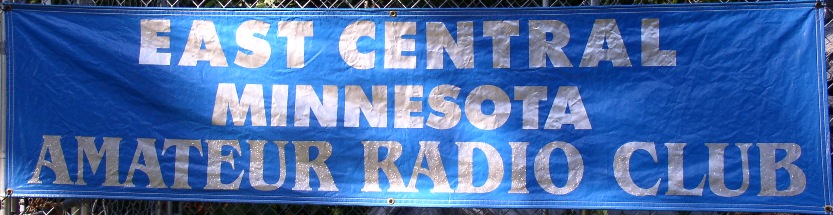 EAST CENTRAL
MINNESOTA
AMATEUR RADIO CLUB